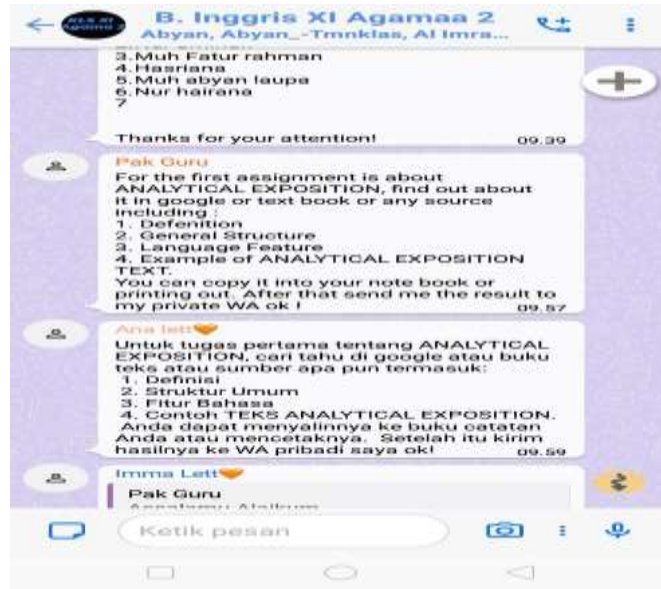 B. Inggris XI Agamaa 2
Abyan, Abyan_-Tmnklas, Al Imra...
3.Muh Fatur rahman
4.Hasriana
5.Muh abyan laupa
6.Nur hairana
7
Thanks for your attention!
09.39
Pak Guru
For the first assignment is about
ANALYTICAL EXPOSITION, find out about
it in google or text book or any source
including :
1. Defenition
2. General Structure
3. Language Feature
4. Example of ANALYTICAL EXPOSITION
TEXT.
You can copy it into your note book or
printing out. After that send me the result to
my private WA ok !
09.57
Ana lett🧡
Untuk tugas pertama tentang ANALYTICAL
EXPOSITION, cari tahu di google atau buku
teks atau sumber apa pun termasuk:
1. Definisi
2. Struktur Umum
3. Fitur Bahasa
4. Contoh TEKS ANALYTICAL EXPOSITION.
Anda dapat menyalinnya ke buku catatan
Anda atau mencetaknya. Setelah itu kirim
hasilnya ke WA pribadi saya ok!
09.59
Imma Lett🧡
Pak Guru
Ketik pesan